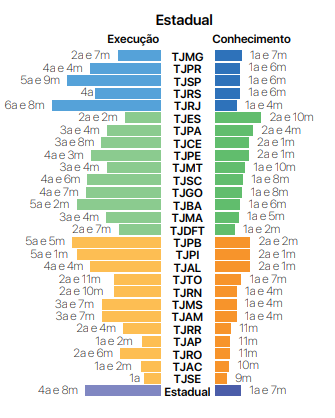 Estadual
Execução Conhecimento
2a e 7m TJMG 1a e 7m
4a e 4m TJPR 1a e 6m
5a e 9m TJSP 1a e 6m
4a TJRS 1a e 6m
6a e 8m TJRJ 1a e 4m
2a e 2m TJES 2a e 10m
3a e 4m TJPA 2a e 4m
3a e 8m TJCE 2a e 1m
4a e 3m TJPE 2a e 1m
3a e 4m TJMT 1a e 10m
4a e 6m TJSC 1a e 8m
4a e 7m TJGO 1a e 8m
5a e 2m TJBA 1a e 6m
3a e 4m TJMA 1a e 5m
2a e 7m TJDFT 1a e 2m
5a e 5m TJPB 2a e 2m
5a e 1m TJPI 2a e 1m
4a e 4m TJAL 2a e 1m
2a e 11m TJTO 1a e 7m
2a e 10m TJRN 1a e 4m
3a e 7m TJMS 1a e 4m
3a e 7m TJAM 1a e 4m
2a e 4m TJRR 11m
1a e 2m TJAP 11m
2a e 6m TJRO 11m
1a e 2m TJAC 10m
1a TJSE 9m
4a e 8m Estadual 1a e 7m